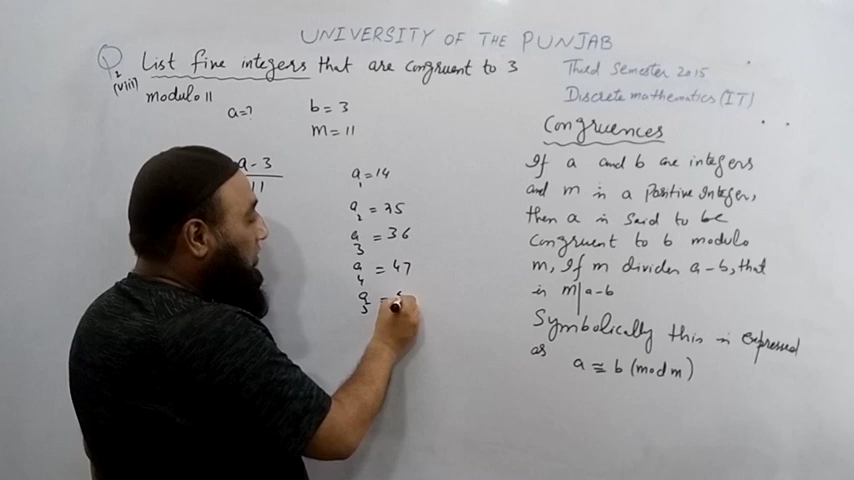 UNIVERSITY OF THE PUNJAB
Q2 (viii) List five integers that are congruent to 3
modulo 11
a=? b = 3
m = 11
a - 3
11
a1 = 14
a2 = 25
a3 = 36
a4 = 47
a5 =
Third Semester 2015
Discrete mathematics (IT)
Congruences
If a and b are integers
and m is a Positive Integer,
then a is said to be
congruent to b modulo
m, If m divides a-b, that
is m|a-b
Symbolically this is expressed
as a ≅ b (mod m)